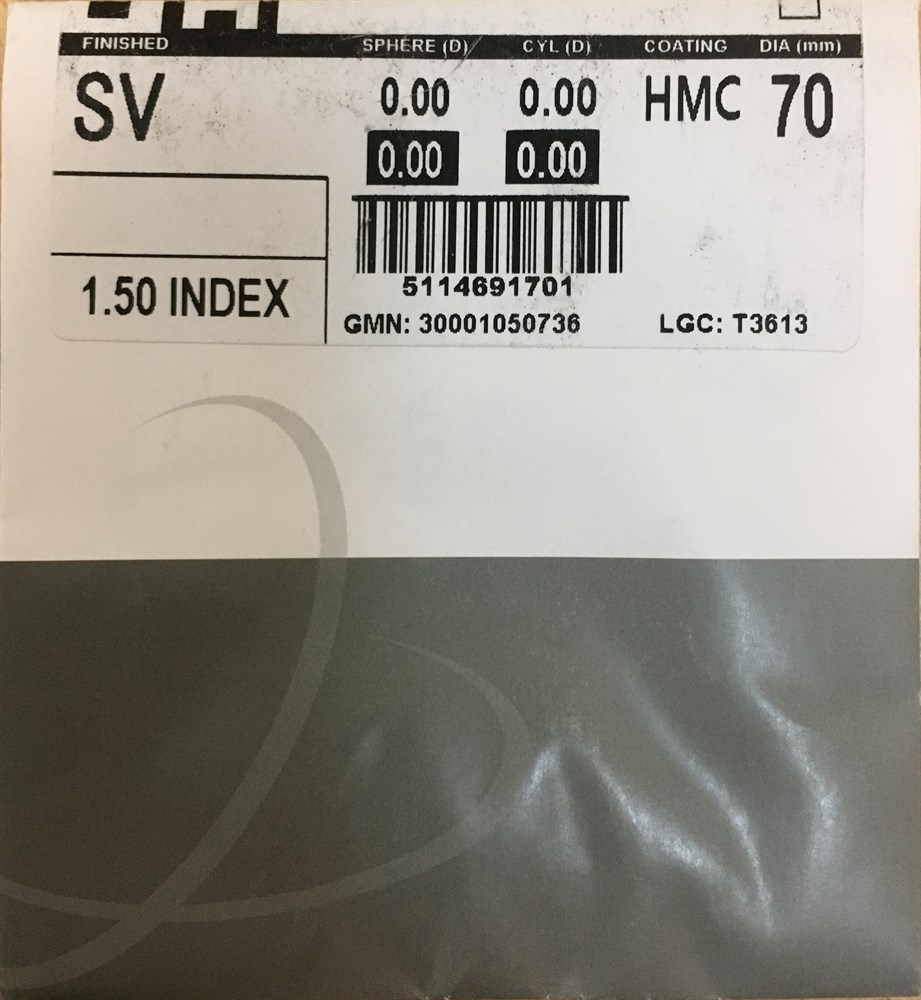 FINISHED SPHERE (D) CYL (D) COATING DIA (mm)
SV 0.00 0.00 HMC 70
0.00 0.00
1.50 INDEX
5114691701
GMN: 30001050736 LGC: T3613